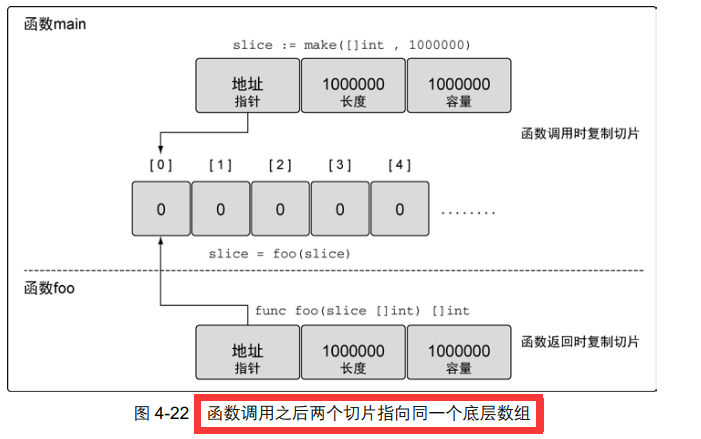 函数main
slice := make([]int , 1000000)
地址 1000000 1000000
指针 长度 容量
函数调用时复制切片
[0] [1] [2] [3] [4]
0 0 0 0 0 ........
slice = foo(slice)
函数foo
func foo(slice []int) []int
地址 1000000 1000000
指针 长度 容量
函数返回时复制切片
图 4-22 函数调用之后两个切片指向同一个底层数组